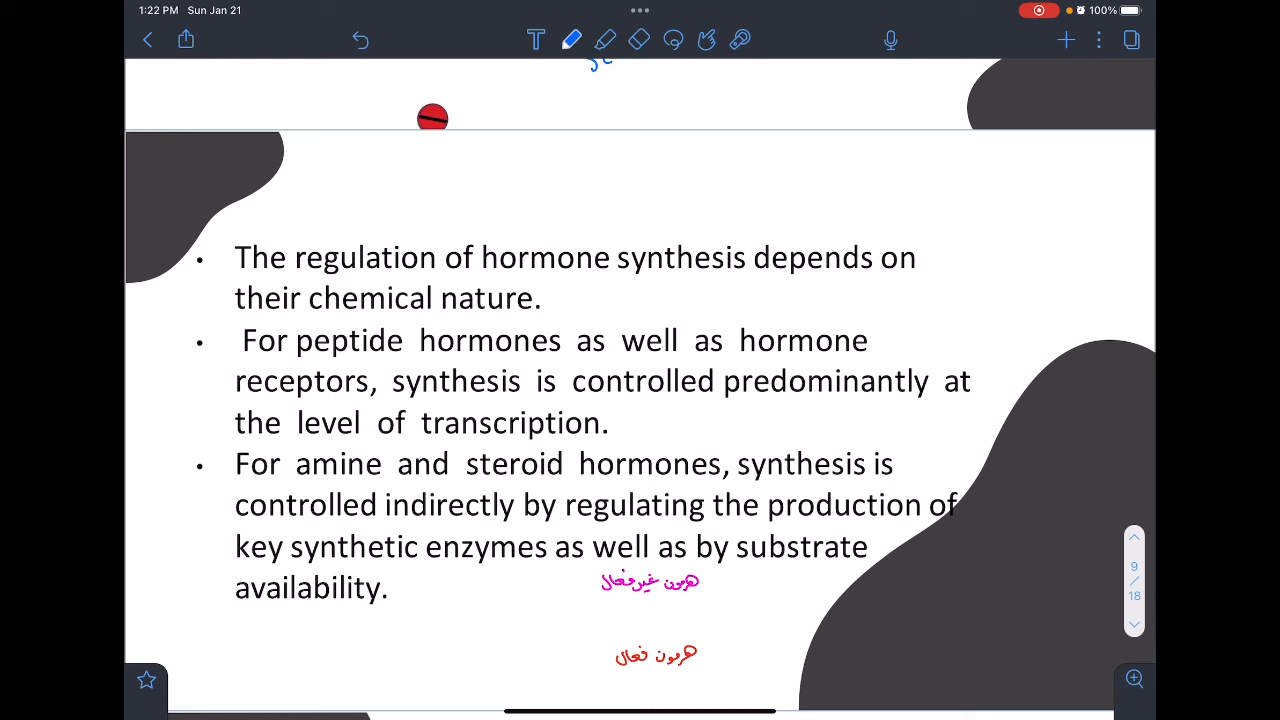 1:22 PM Sun Jan 21
100%
The regulation of hormone synthesis depends on
their chemical nature.
For peptide hormones as well as hormone
receptors, synthesis is controlled predominantly at
the level of transcription.
For amine and steroid hormones, synthesis is
controlled indirectly by regulating the production of
key synthetic enzymes as well as by substrate
availability.
هرمون غير فعال
هرمون فعال
9
/
18